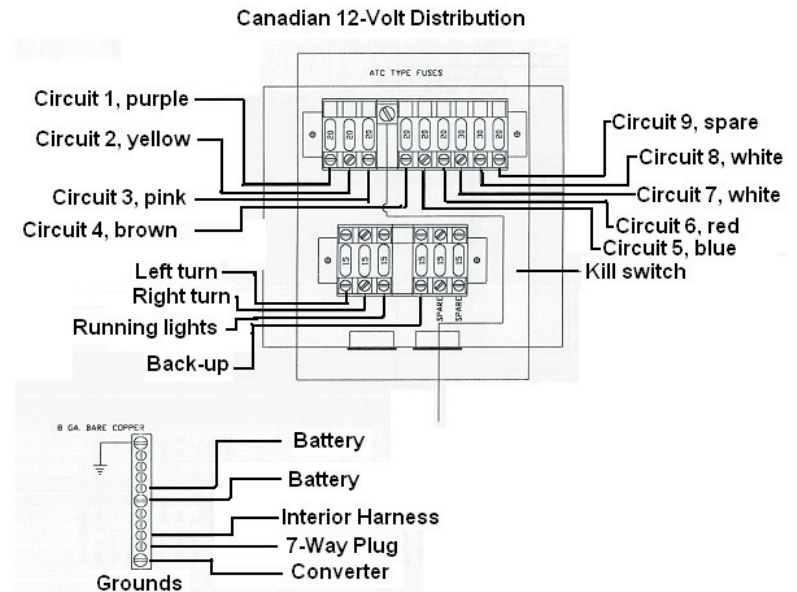 Canadian 12-Volt Distribution
ATC TYPE FUSES
Circuit 1, purple
Circuit 2, yellow
Circuit 3, pink
Circuit 4, brown
20 20 20 20 20 20 30 30 20
Circuit 9, spare
Circuit 8, white
Circuit 7, white
Circuit 6, red
Circuit 5, blue
Kill switch
Left turn
Right turn
Running lights
Back-up
15 15 15 15 15 15
SPARE
SPARE
8 GA. BARE COPPER
Battery
Battery
Interior Harness
7-Way Plug
Converter
Grounds